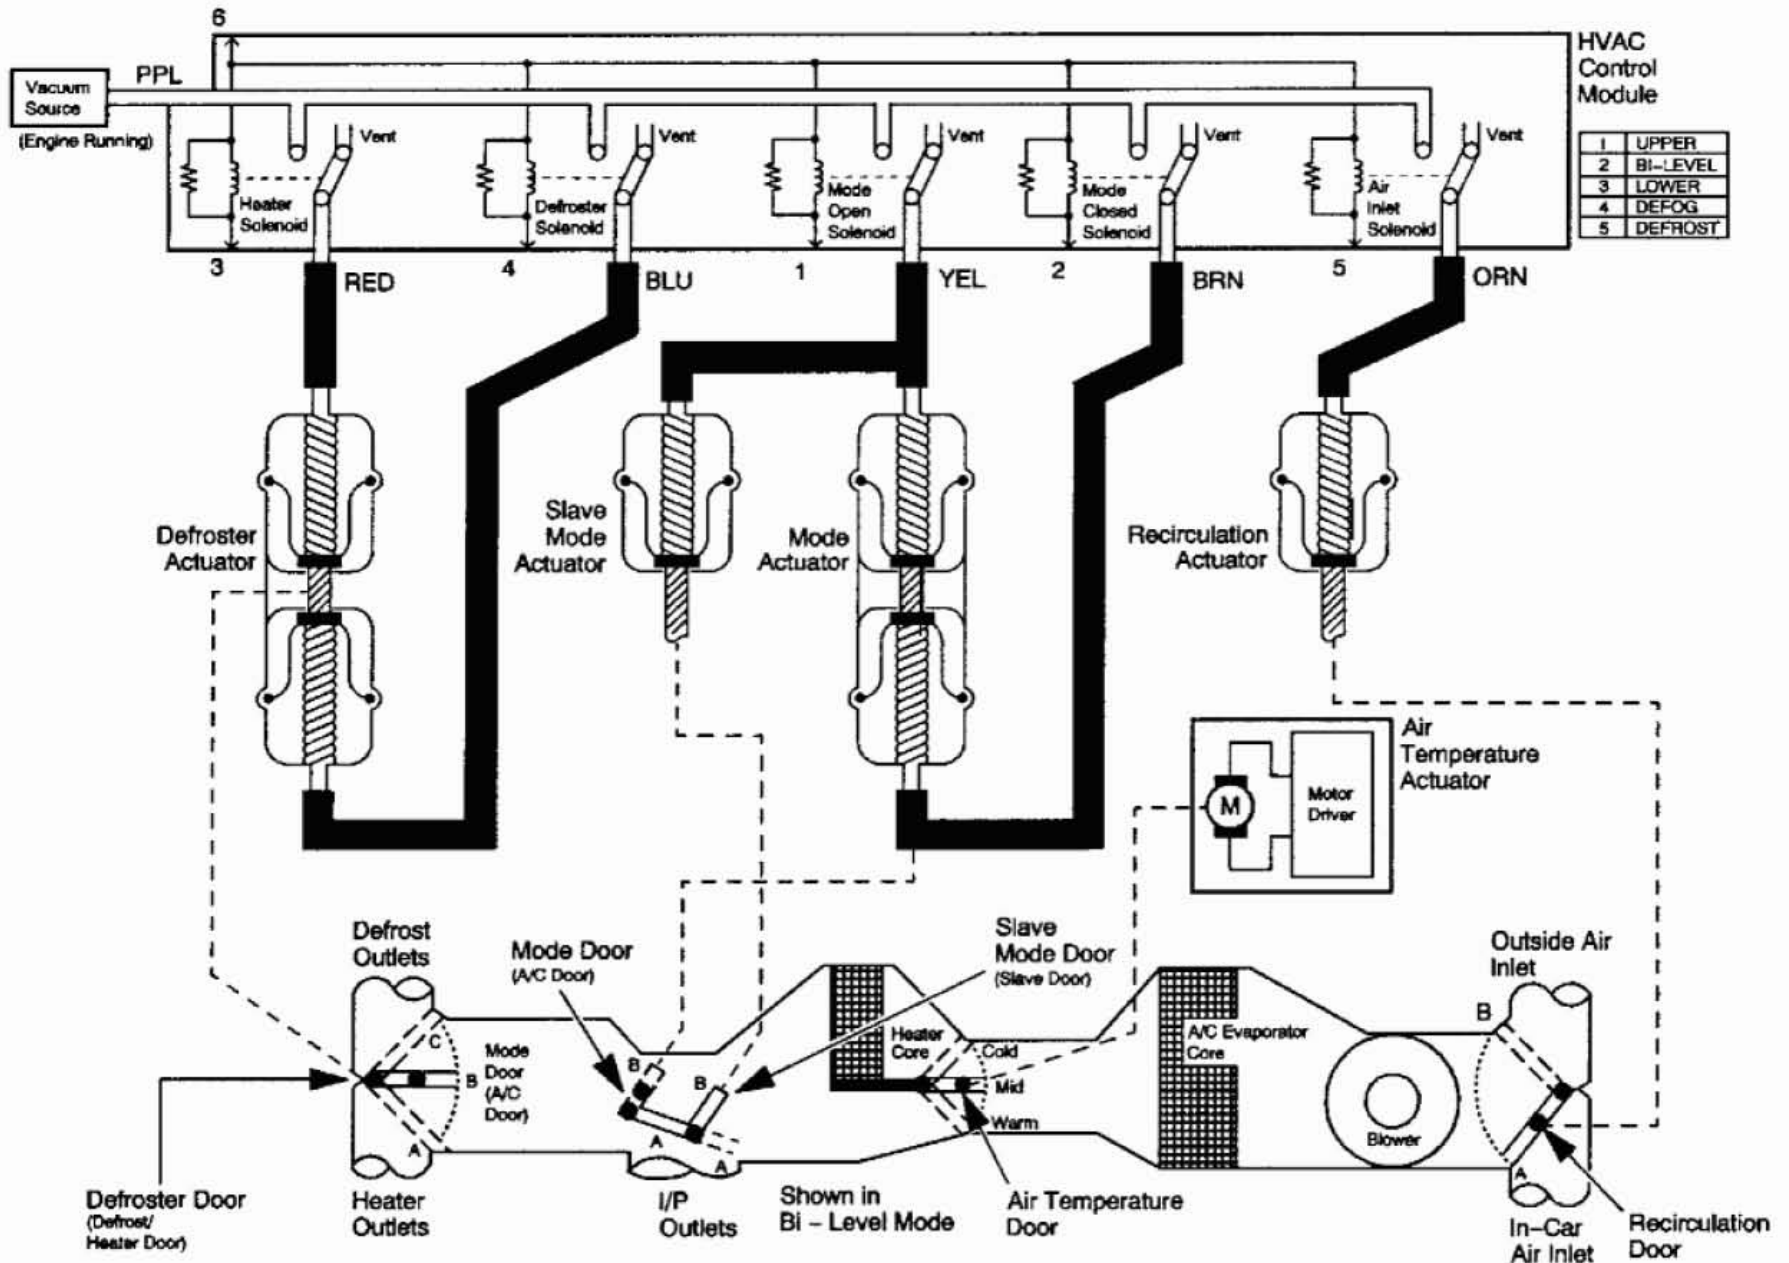 6
HVAC
Control
Module
PPL
Vacuum
Source
(Engine Running)
Vent
Vent
Vent
Vent
Vent
1 UPPER
2 BI-LEVEL
3 LOWER
4 DEFOG
5 DEFROST
Heater
Solenoid
Defroster
Solenoid
Mode
Open
Solenoid
Mode
Closed
Solenoid
Air
Inlet
Solenoid
3
RED
4
BLU
1
YEL
2
BRN
5
ORN
Defroster
Actuator
Slave
Mode
Actuator
Mode
Actuator
Recirculation
Actuator
Air
Temperature
Actuator
M
Motor
Driver
Defrost
Outlets
Mode Door
(A/C Door)
Slave
Mode Door
(Slave Door)
Outside Air
Inlet
C
B
A
Mode
Door
(A/C
Door)
B
B
A
A
Heater
Core
Cold
Mid
Warm
A/C Evaporator
Core
Blower
B
A
Defroster Door
(Defrost/
Heater Door)
Heater
Outlets
I/P
Outlets
Shown in
Bi – Level Mode
Air Temperature
Door
In–Car
Air Inlet
Recirculation
Door